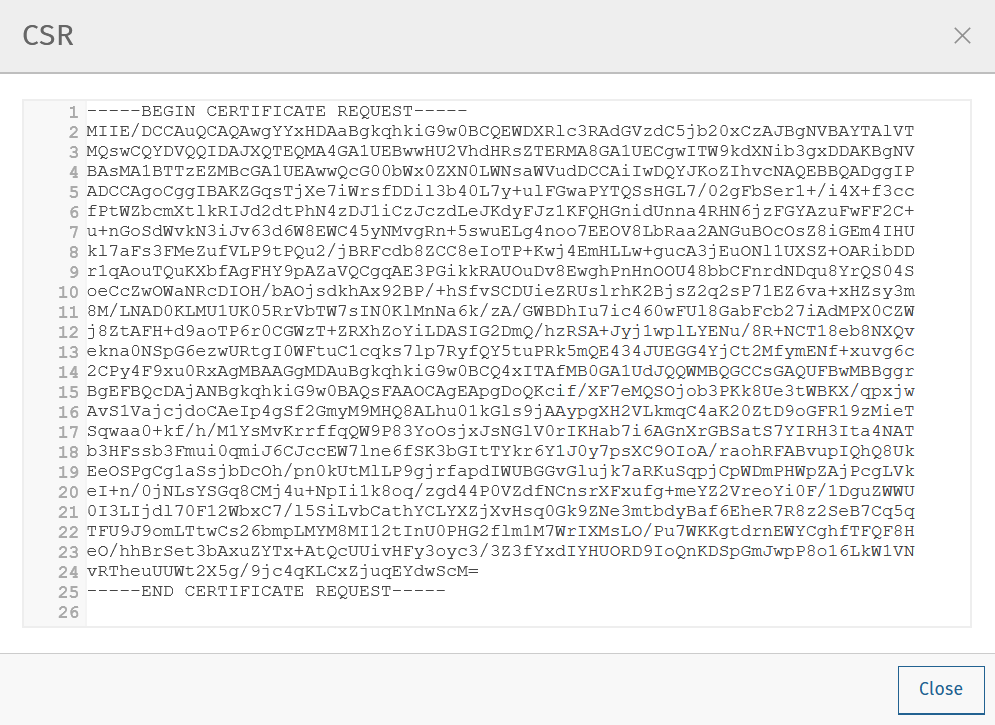 CSR
1 -----BEGIN CERTIFICATE REQUEST-----
2 MIIE/DCCAuQCAQAwgYYxHDAaBgkqhkiG9w0BCQEWDXRlc3RAdGVzdC5jb20xCzAJBgNVBAYTAlVT
3 MQswCQYDVQQIDAJXQTEQMA4GA1UEBwwHU2VhdHRsZTERMA8GA1UECgwITW9kdXNib3gxDDAKBgNV
4 BAsMA1BTTzEZMBcGA1UEAwwQcG00bWx0ZXN0LWNsaWVudDCCAiIwDQYJKoZIhvcNAQEBBQADggIP
5 ADCCAgoCggIBAKZGqsTjXe7iWrsfDDil3b40L7y+ulFGwaPYTQSsHGL7/02gFbSer1+/i4X+f3cc
6 fPtWZbcmXtlkRIJd2dtPhN4zDJ1iCzJczdLeJKdyFJz1KFQHGnidUnna4RHN6jzFGYAzuFwFF2C+
7 u+nGoSdWvkN3iJv63d6W8EWC45yNMvgRn+5swuELg4noo7EEOV8LbRaa2ANGuBOcOsZ8iGEm4IHU
8 kl7aFs3FMeZufVLP9tPQu2/jBRFcdb8ZCC8eIoTP+Kwj4EmHLLw+gucA3jEuONl1UXSZ+OARibDD
9 r1qAouTQuKXbfAgFHY9pAZaVQCgqAE3PGikkRAUOuDv8EwghPnHnOOU48bbCFnrdNDqu8YrQS04S
10 oeCcZwOWaNRcDIOH/bAOjsdkhAx92BP/+hSfvSCDUieZRUslrhK2BjsZ2q2sP71EZ6va+xHZsy3m
11 8M/LNAD0KLMU1UK05RrVbTW7sIN0KlMnNa6k/zA/GWBDhIu7ic460wFUl8GabFcb27iAdMPX0CZW
12 j8ZtAFH+d9aoTP6r0CGWzT+ZRXhZoYiLDASIG2DmQ/hzRSA+Jyj1wplLYENu/8R+NCT18eb8NXQv
13 ekna0NSpG6ezwURtgI0WFtuC1cqks7lp7RyfQY5tuPRk5mQE434JUEGG4YjCt2MfymENf+xuvg6c
14 2CPy4F9xu0RxAgMBAAGgMDAuBgkqhkiG9w0BCQ4xITAfMB0GA1UdJQQWMBQGCCsGAQUFBwMBBggr
15 BgEFBQcDAjANBgkqhkiG9w0BAQsFAAOCAgEApgDoQKcif/XF7eMQSOjob3PKk8Ue3tWBKX/qpxjw
16 AvS1VajcjdoCAeIp4gSf2GmyM9MHQ8ALhu01kGls9jAAypgXH2VLkmqC4aK20ZtD9oGFR19zMieT
17 Sqwaa0+kf/h/M1YsMvKrrffqQW9P83YoOsjxJsNGlV0rIKHab7i6AGnXrGBSatS7YIRH3Ita4NAT
18 b3HFssb3Fmui0qmiJ6CJccEW7lne6fSK3bGItTYkr6Y1J0y7psXC9OIoA/raohRFABvupIQhQ8Uk
19 EeOSPgCg1aSsjbDcOh/pn0kUtMlLP9gjrfapdIWUBGGvGlujk7aRKuSqpjCpWDmPHWpZAjPcgLVk
20 eI+n/0jNLsYSGq8CMj4u+NpIi1k8oq/zgd44P0VZdfNCnsrXFxufg+meYZ2VreoYi0F/1DguZWWU
21 0I3LIjdl70F12WbxC7/l5SiLvbCathYCLYXZjXvHsq0Gk9ZNe3mtbdyBaf6EheR7R8z2SeB7Cq5q
22 TFU9J9omLTtwCs26bmpLMYM8MI12tInU0PHG2flm1M7WrIXMsLO/Pu7WKKgtdrnEWYCghfTFQF8H
23 eO/hhBrSet3bAxuZYTx+AtQcUUivHFy3oyc3/3Z3fYxdIYHUORD9IoQnKDSpGmJwpP8o16LkW1VN
24 vRTheuUUWt2X5g/9jc4qKLCxZjuqEYdwScM=
25 -----END CERTIFICATE REQUEST-----
26
Close